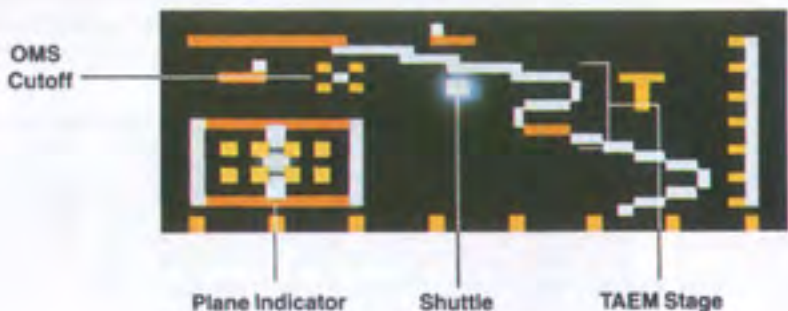 OMS
Cutoff
Plane Indicator
Shuttle
TAEM Stage